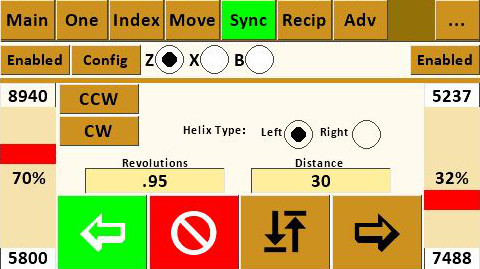 Main One Index Move Sync Recip Adv ...
Enabled Config Z X B Enabled
8940 CCW 5237
CW Helix Type: Left Right
Revolutions Distance
70% .95 30 32%
5800 7488